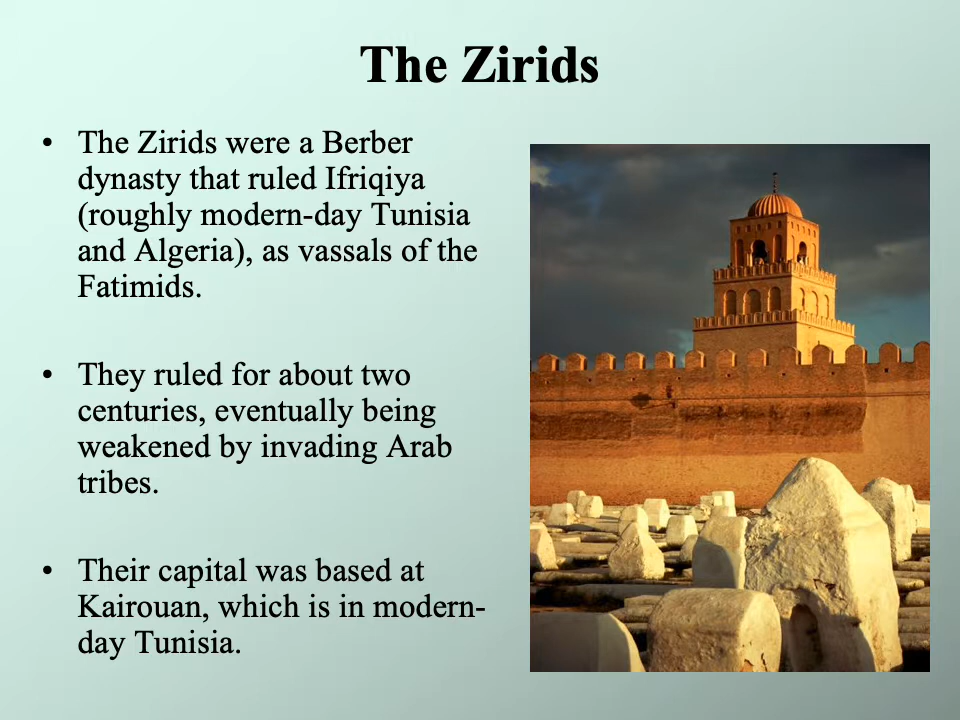 The Zirids
• The Zirids were a Berber
dynasty that ruled Ifriqiya
(roughly modern-day Tunisia
and Algeria), as vassals of the
Fatimids.
• They ruled for about two
centuries, eventually being
weakened by invading Arab
tribes.
• Their capital was based at
Kairouan, which is in modern-
day Tunisia.